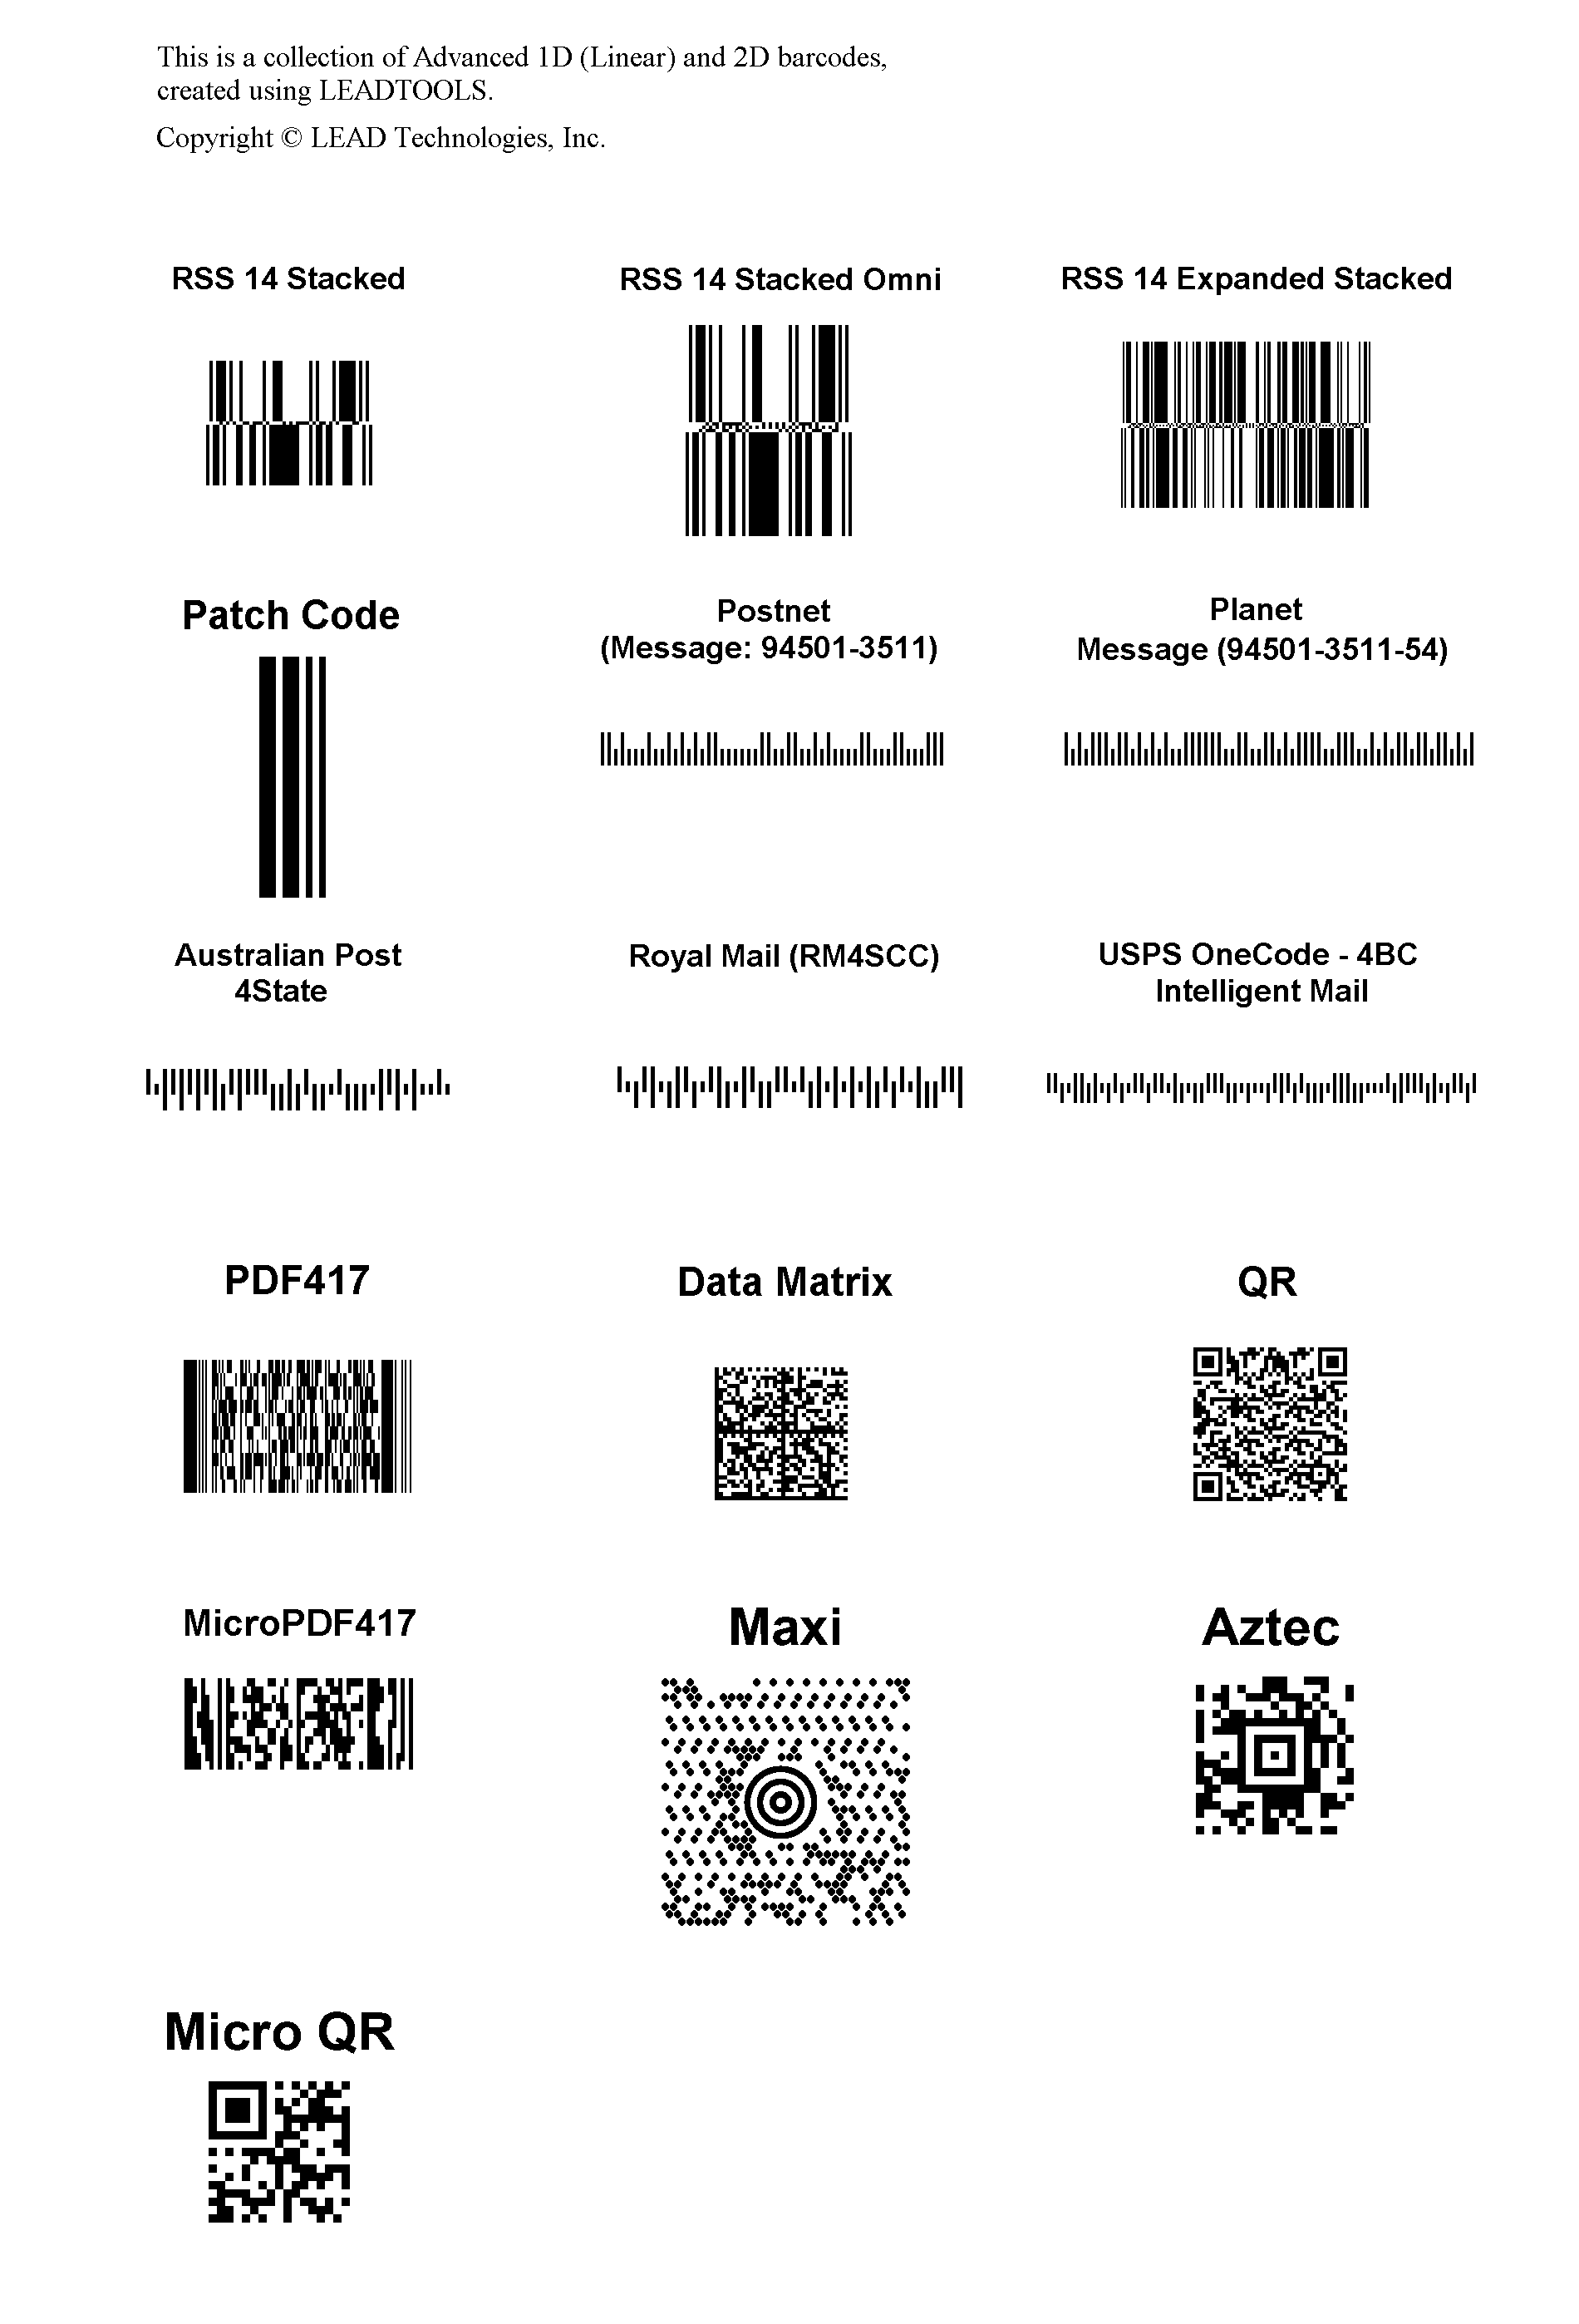 This is a collection of Advanced 1D (Linear) and 2D barcodes,
created using LEADTOOLS.
Copyright © LEAD Technologies, Inc.
RSS 14 Stacked
RSS 14 Stacked Omni
RSS 14 Expanded Stacked
Patch Code
Postnet
(Message: 94501-3511)
Planet
Message (94501-3511-54)
Australian Post
4State
Royal Mail (RM4SCC)
USPS OneCode - 4BC
Intelligent Mail
PDF417
Data Matrix
QR
MicroPDF417
Maxi
Aztec
Micro QR